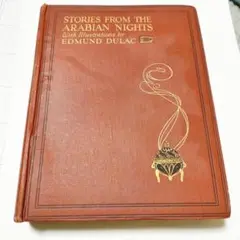 STORIES FROM THE
ARABIAN NIGHTS
With Illustrations by
EDMUND DULAC